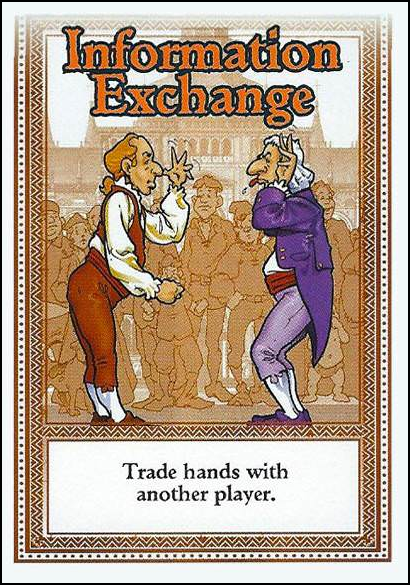 Information
Exchange
Trade hands with
another player.